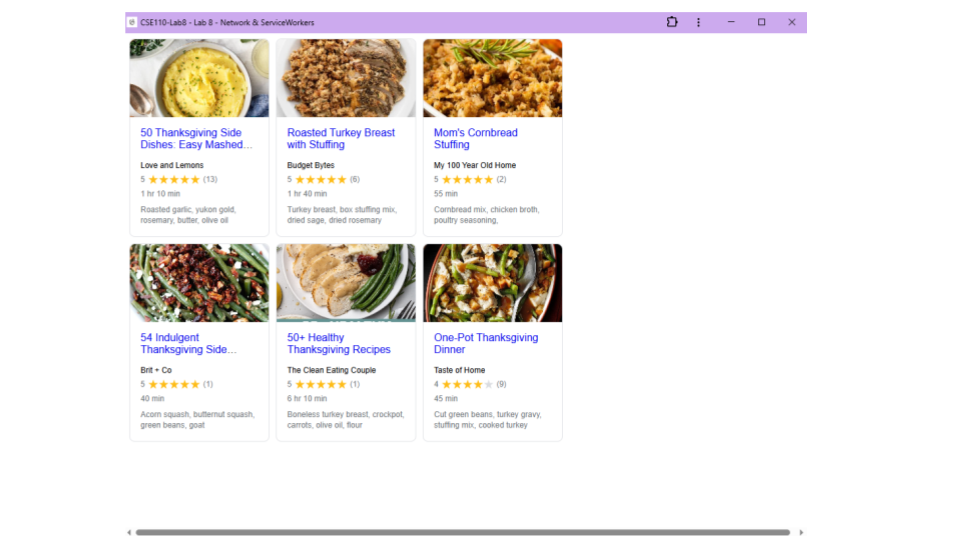 CSE110-Lab8 - Lab 8 - Network & ServiceWorkers
50 Thanksgiving Side
Dishes: Easy Mashed…
Love and Lemons
5 ★★★★★ (13)
1 hr 10 min
Roasted garlic, yukon gold,
rosemary, butter, olive oil
Roasted Turkey Breast
with Stuffing
Budget Bytes
5 ★★★★★ (6)
1 hr 40 min
Turkey breast, box stuffing mix,
dried sage, dried rosemary
Mom's Cornbread
Stuffing
My 100 Year Old Home
5 ★★★★★ (2)
55 min
Cornbread mix, chicken broth,
poultry seasoning,
54 Indulgent
Thanksgiving Side…
Brit + Co
5 ★★★★★ (1)
40 min
Acorn squash, butternut squash,
green beans, goat
50+ Healthy
Thanksgiving Recipes
The Clean Eating Couple
5 ★★★★★ (1)
6 hr 10 min
Boneless turkey breast, crockpot,
carrots, olive oil, flour
One-Pot Thanksgiving
Dinner
Taste of Home
4 ★★★★★ (9)
45 min
Cut green beans, turkey gravy,
stuffing mix, cooked turkey